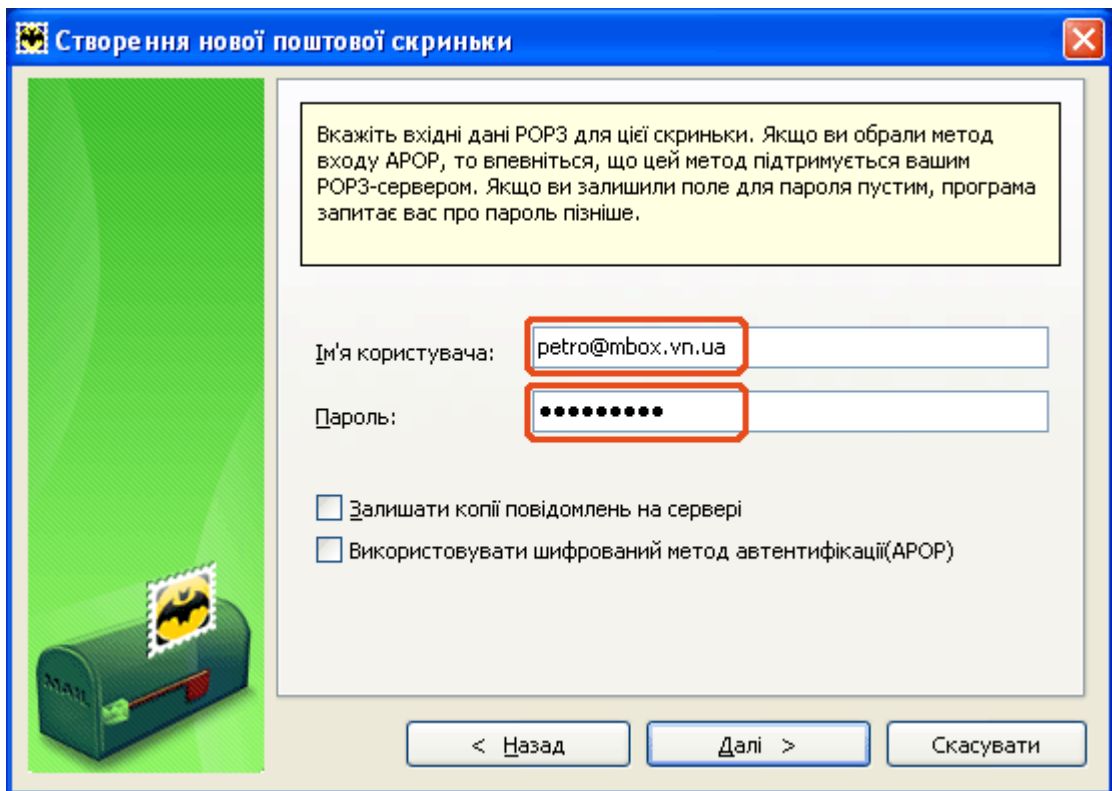 Створення нової поштової скриньки
Вкажіть вхідні дані POP3 для цієї скриньки. Якщо ви обрали метод
входу APOP, то впевніться, що цей метод підтримується вашим
POP3-сервером. Якщо ви залишили поле для пароля пустим, програма
запитає вас про пароль пізніше.
Ім'я користувача: petro@mbox.vn.ua
Пароль: •••••••••
Залишати копії повідомлень на сервері
Використовувати шифрований метод автентифікації(APOP)
MAIL
< Назад Далі > Скасувати